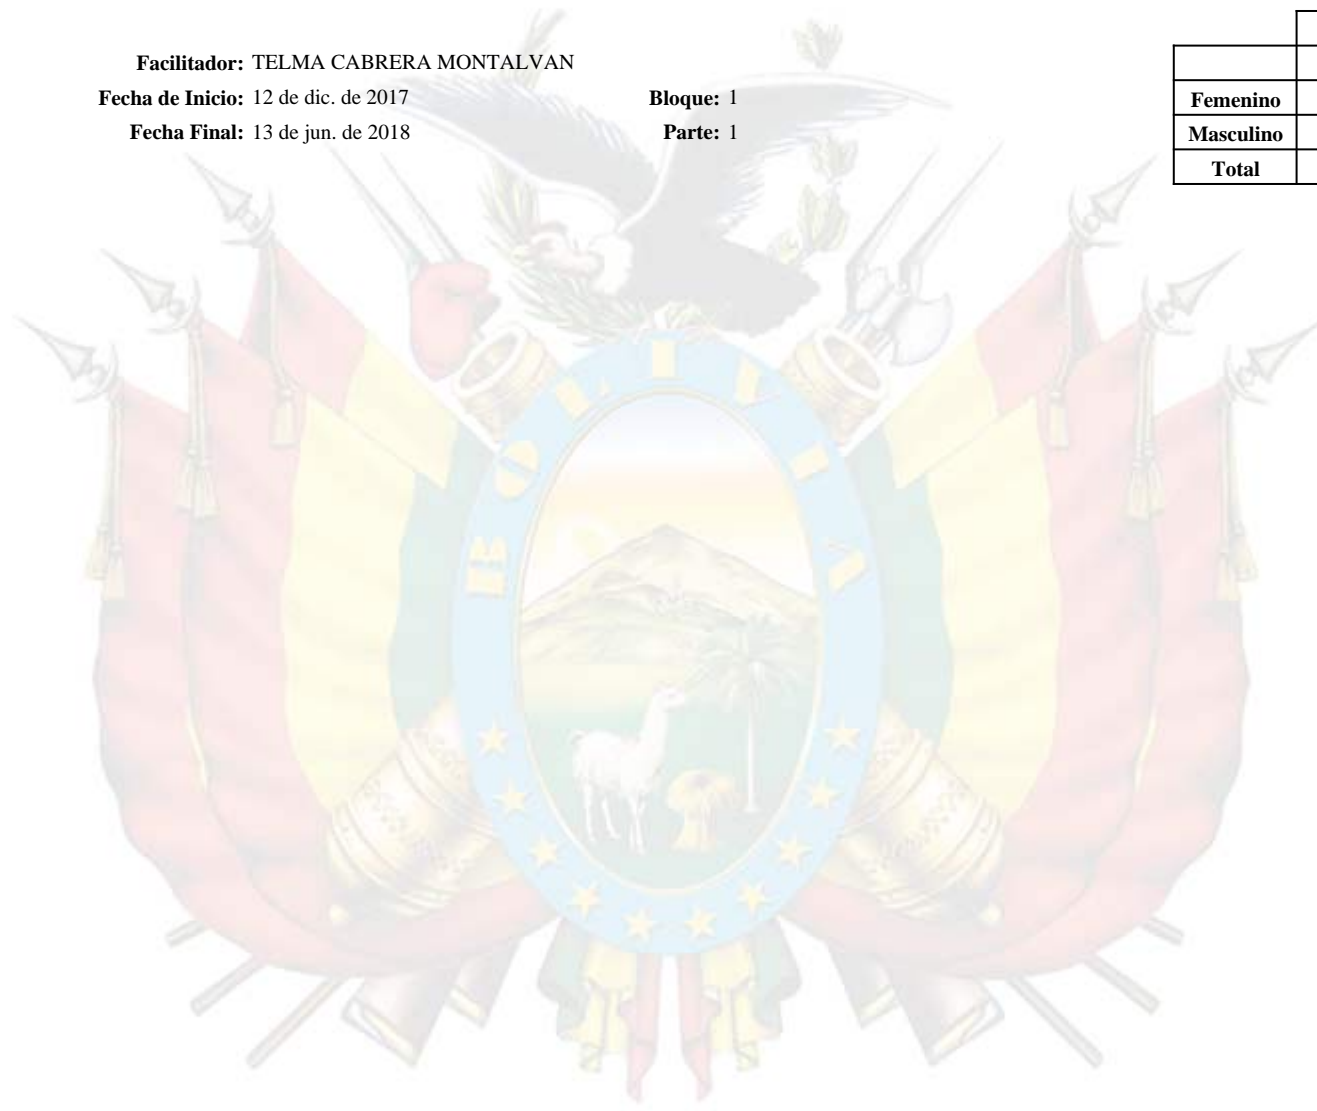 Facilitador: TELMA CABRERA MONTALVAN
Fecha de Inicio: 12 de dic. de 2017 Bloque: 1
Fecha Final: 13 de jun. de 2018 Parte: 1
Femenino
Masculino
Total
BOLIVIA